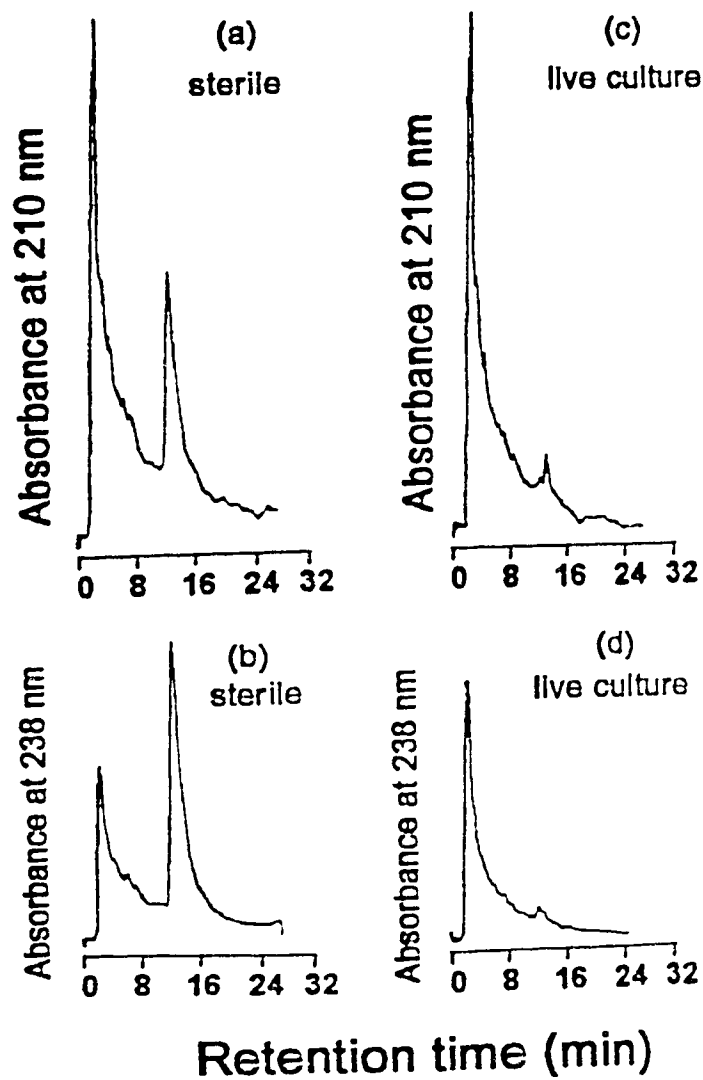 (a)
sterile
Absorbance at 210 nm
0 8 16 24 32
(c)
live culture
Absorbance at 210 nm
0 8 16 24 32
(b)
sterile
Absorbance at 238 nm
0 8 16 24 32
(d)
live culture
Absorbance at 238 nm
0 8 16 24 32
Retention time (min)